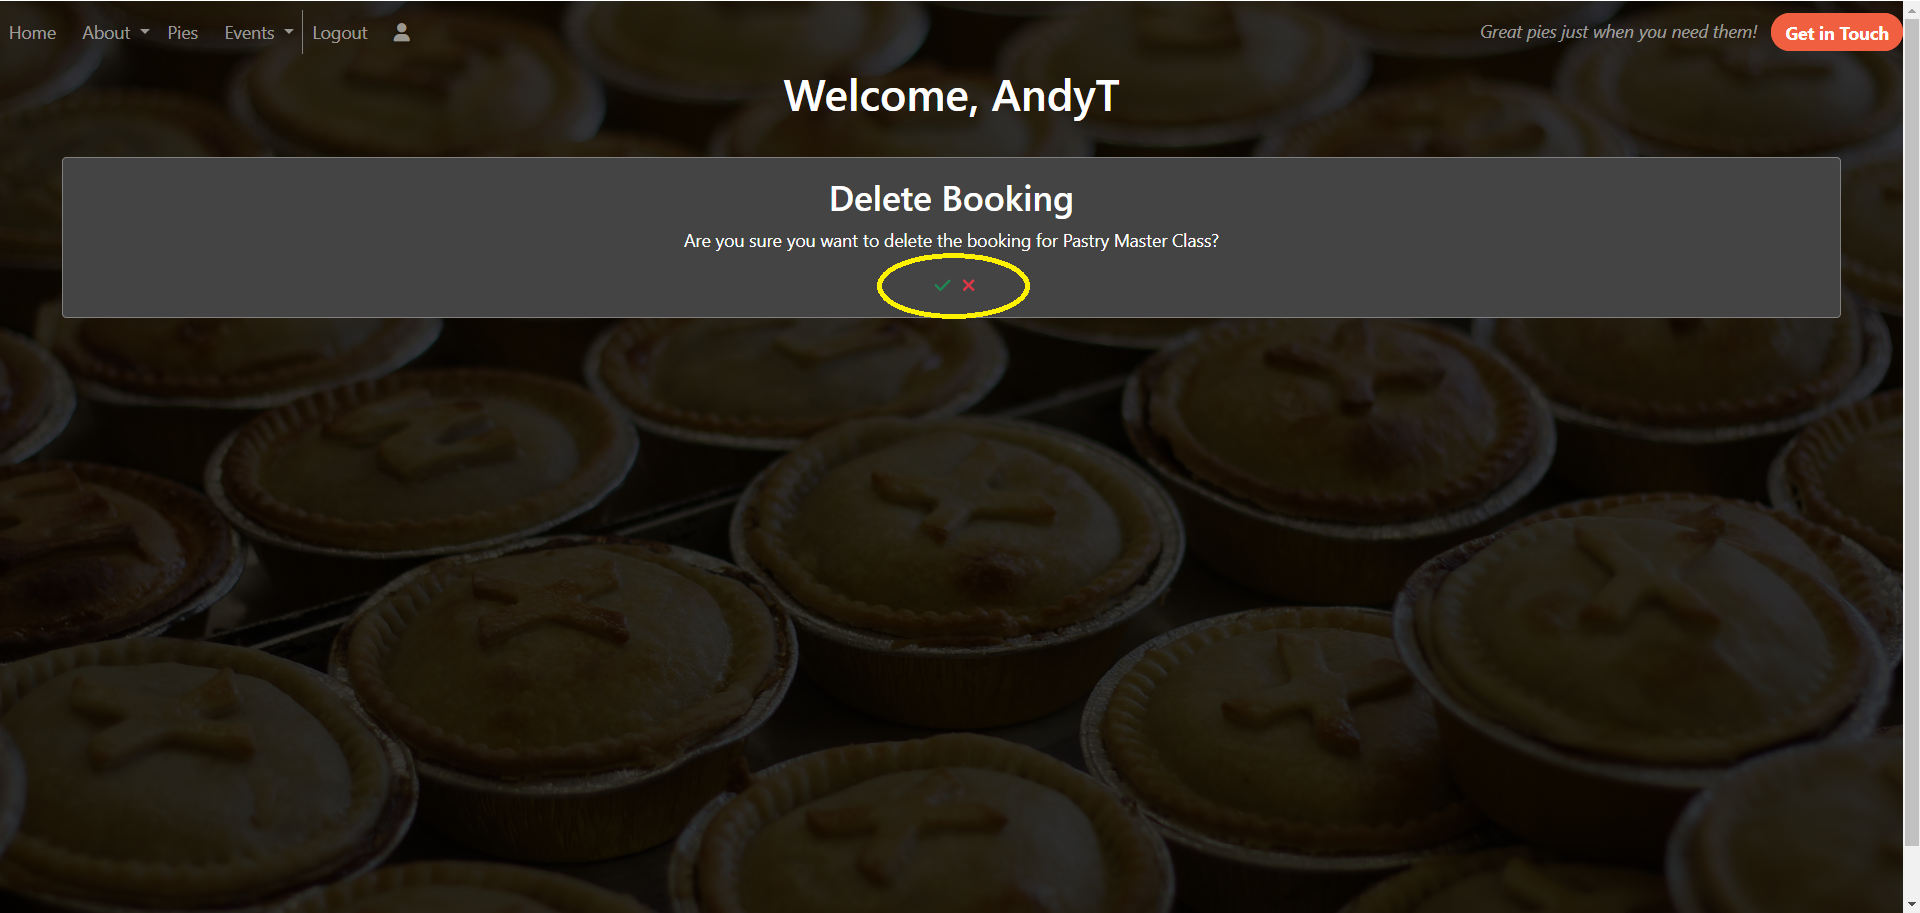 Home About Pies Events Logout Great pies just when you need them! Get in Touch
Welcome, AndyT
Delete Booking
Are you sure you want to delete the booking for Pastry Master Class?